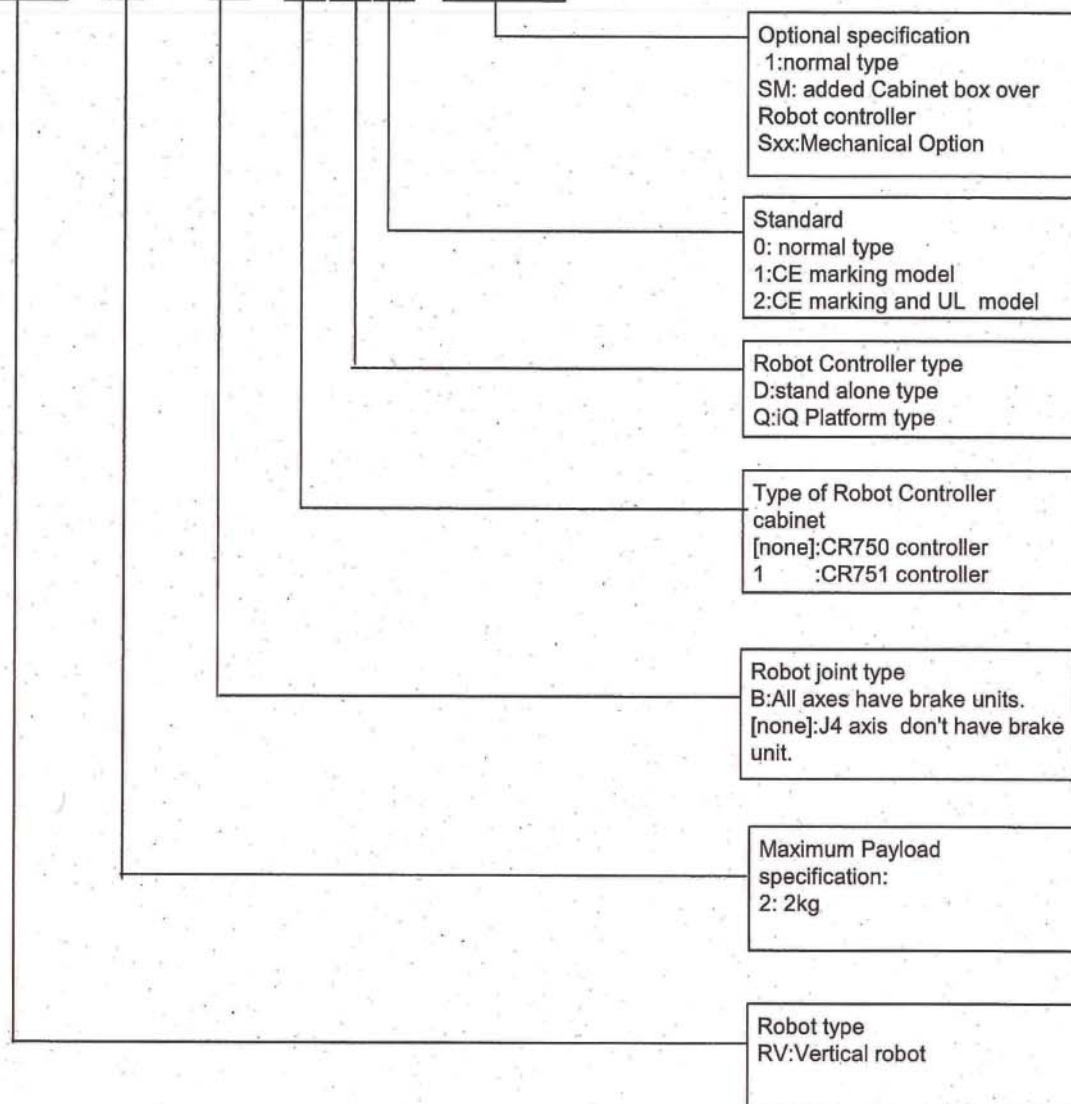 Optional specification
1:normal type
SM: added Cabinet box over
Robot controller
Sxx:Mechanical Option
Standard
0: normal type
1:CE marking model
2:CE marking and UL model
Robot Controller type
D:stand alone type
Q:iQ Platform type
Type of Robot Controller
cabinet
[none]:CR750 controller
1 :CR751 controller
Robot joint type
B:All axes have brake units.
[none]:J4 axis don't have brake
unit.
Maximum Payload
specification:
2: 2kg
Robot type
RV:Vertical robot